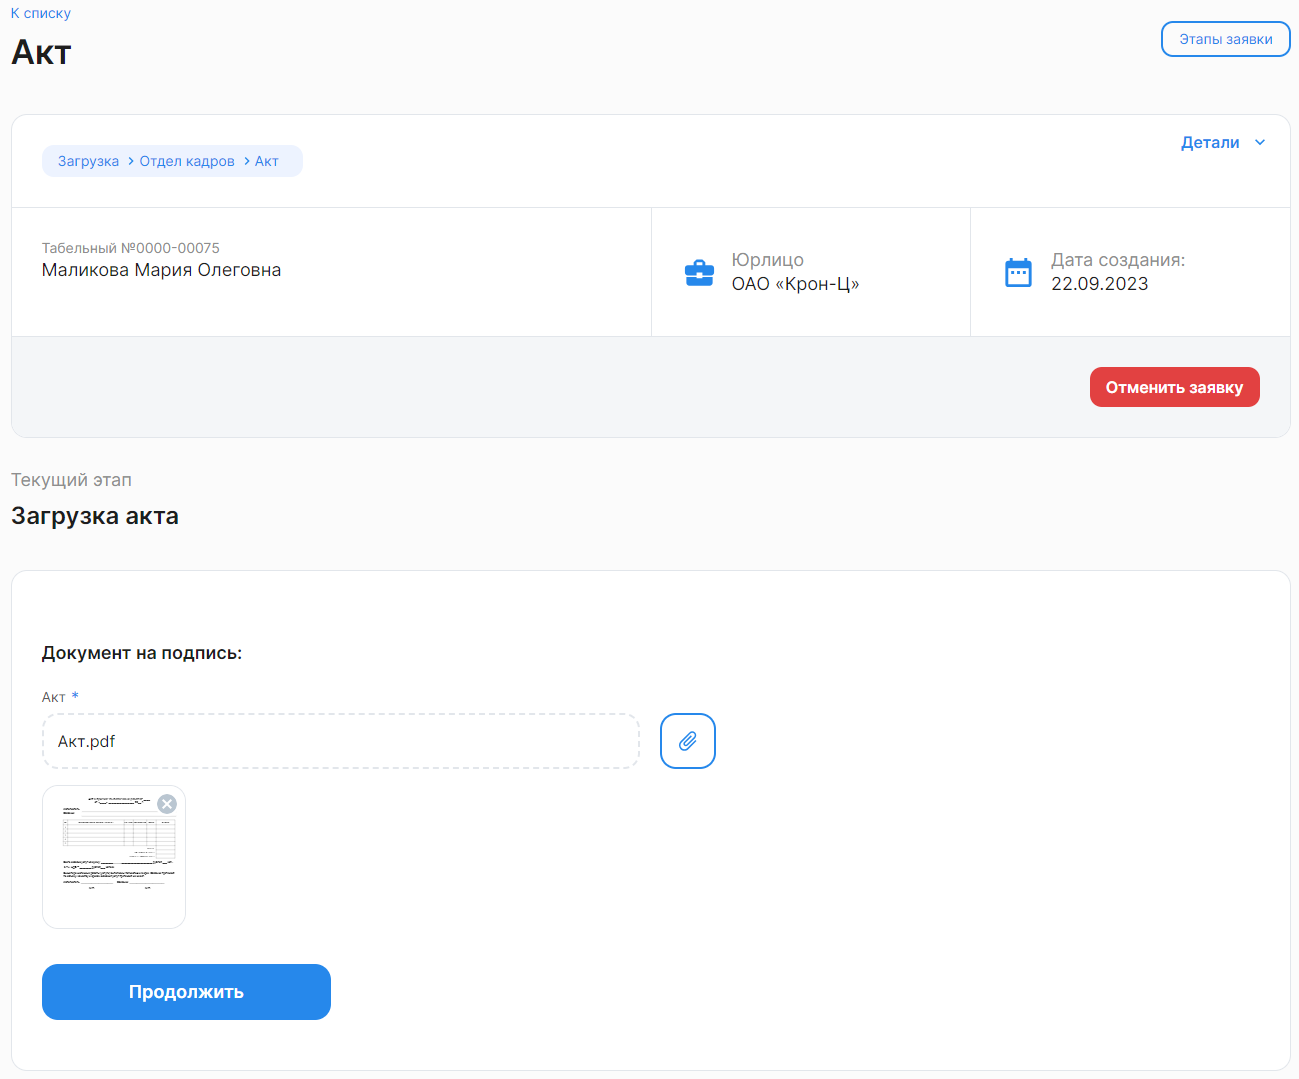 К списку
Акт
Этапы заявки
Загрузка > Отдел кадров > Акт
Детали
Табельный №0000-00075
Маликова Мария Олеговна
Юрлицо
ОАО «Крон-Ц»
Дата создания:
22.09.2023
Отменить заявку
Текущий этап
Загрузка акта
Документ на подпись:
Акт *
Акт.pdf
Продолжить